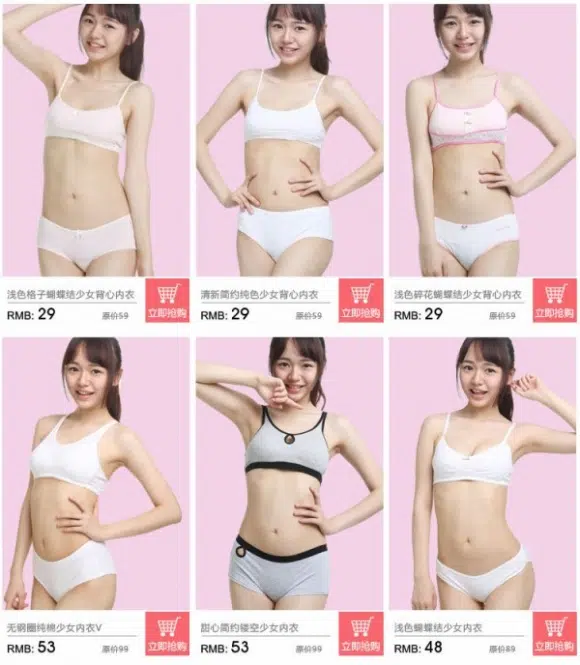 浅色格子蝴蝶结少女背心内衣
RMB: 29 原价59 立即抢购
清新简约纯色少女背心内衣
RMB: 29 原价59 立即抢购
浅色碎花蝴蝶结少女背心内衣
RMB: 29 原价59 立即抢购
无钢圈纯棉少女内衣V
RMB: 53 原价99 立即抢购
甜心简约镂空少女内衣
RMB: 53 原价99 立即抢购
浅色蝴蝶结少女内衣
RMB: 48 原价89 立即抢购